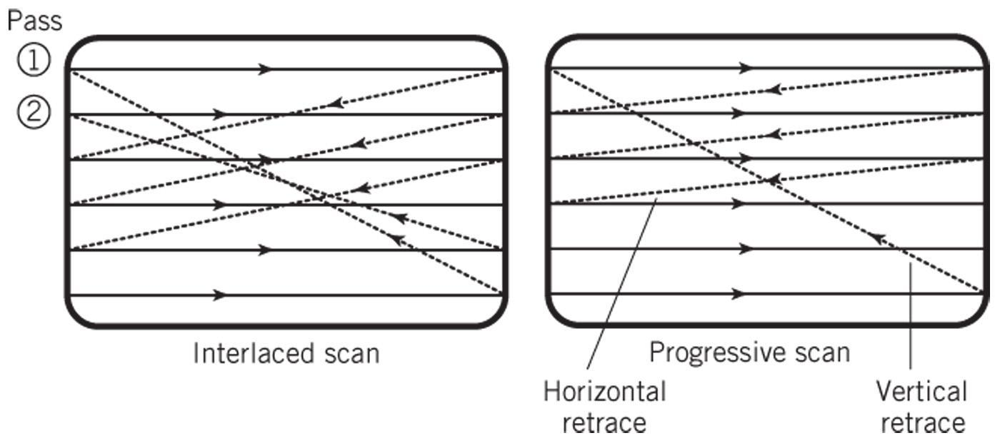 Pass
1
2
Interlaced scan
Progressive scan
Horizontal
retrace
Vertical
retrace